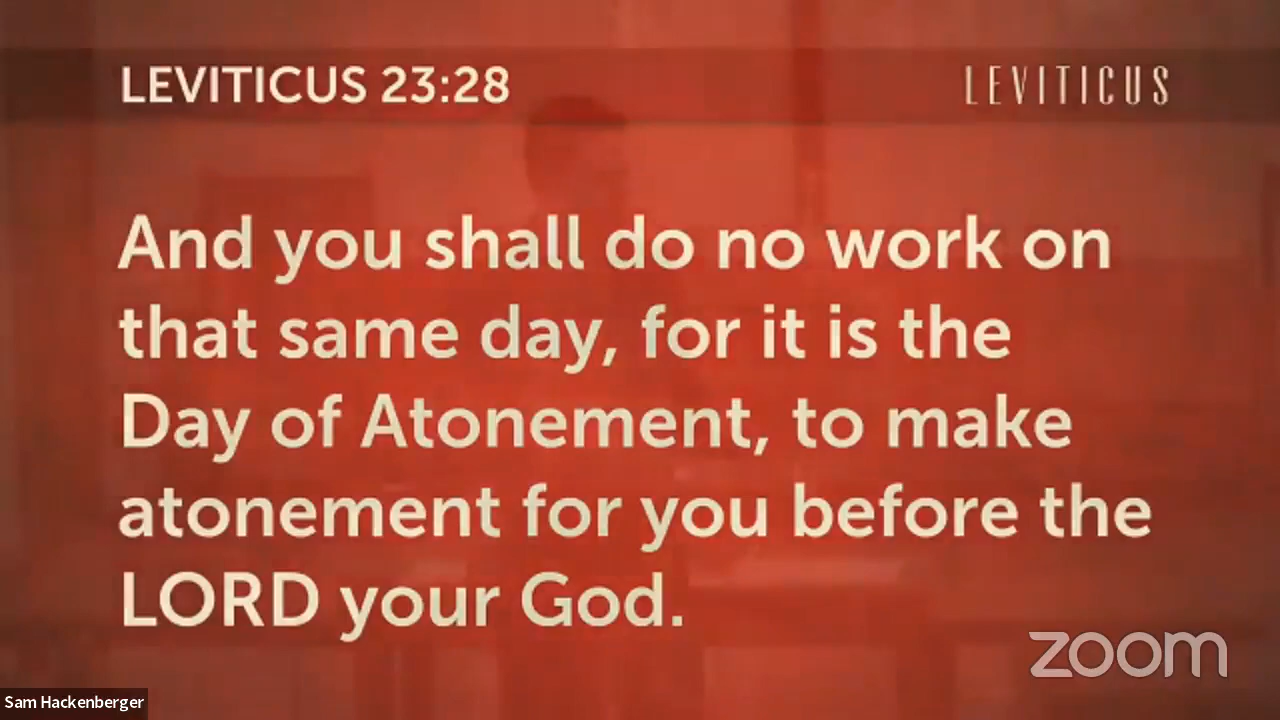 LEVITICUS 23:28
LEVITICUS
And you shall do no work on
that same day, for it is the
Day of Atonement, to make
atonement for you before the
LORD your God.
zoom
Sam Hackenberger